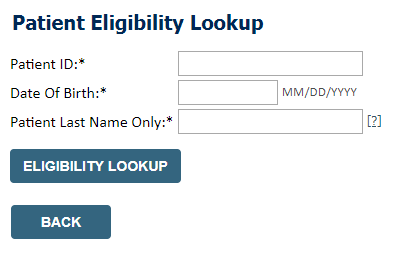 Patient Eligibility Lookup
Patient ID:*
Date Of Birth:* MM/DD/YYYY
Patient Last Name Only:* [?]
ELIGIBILITY LOOKUP
BACK